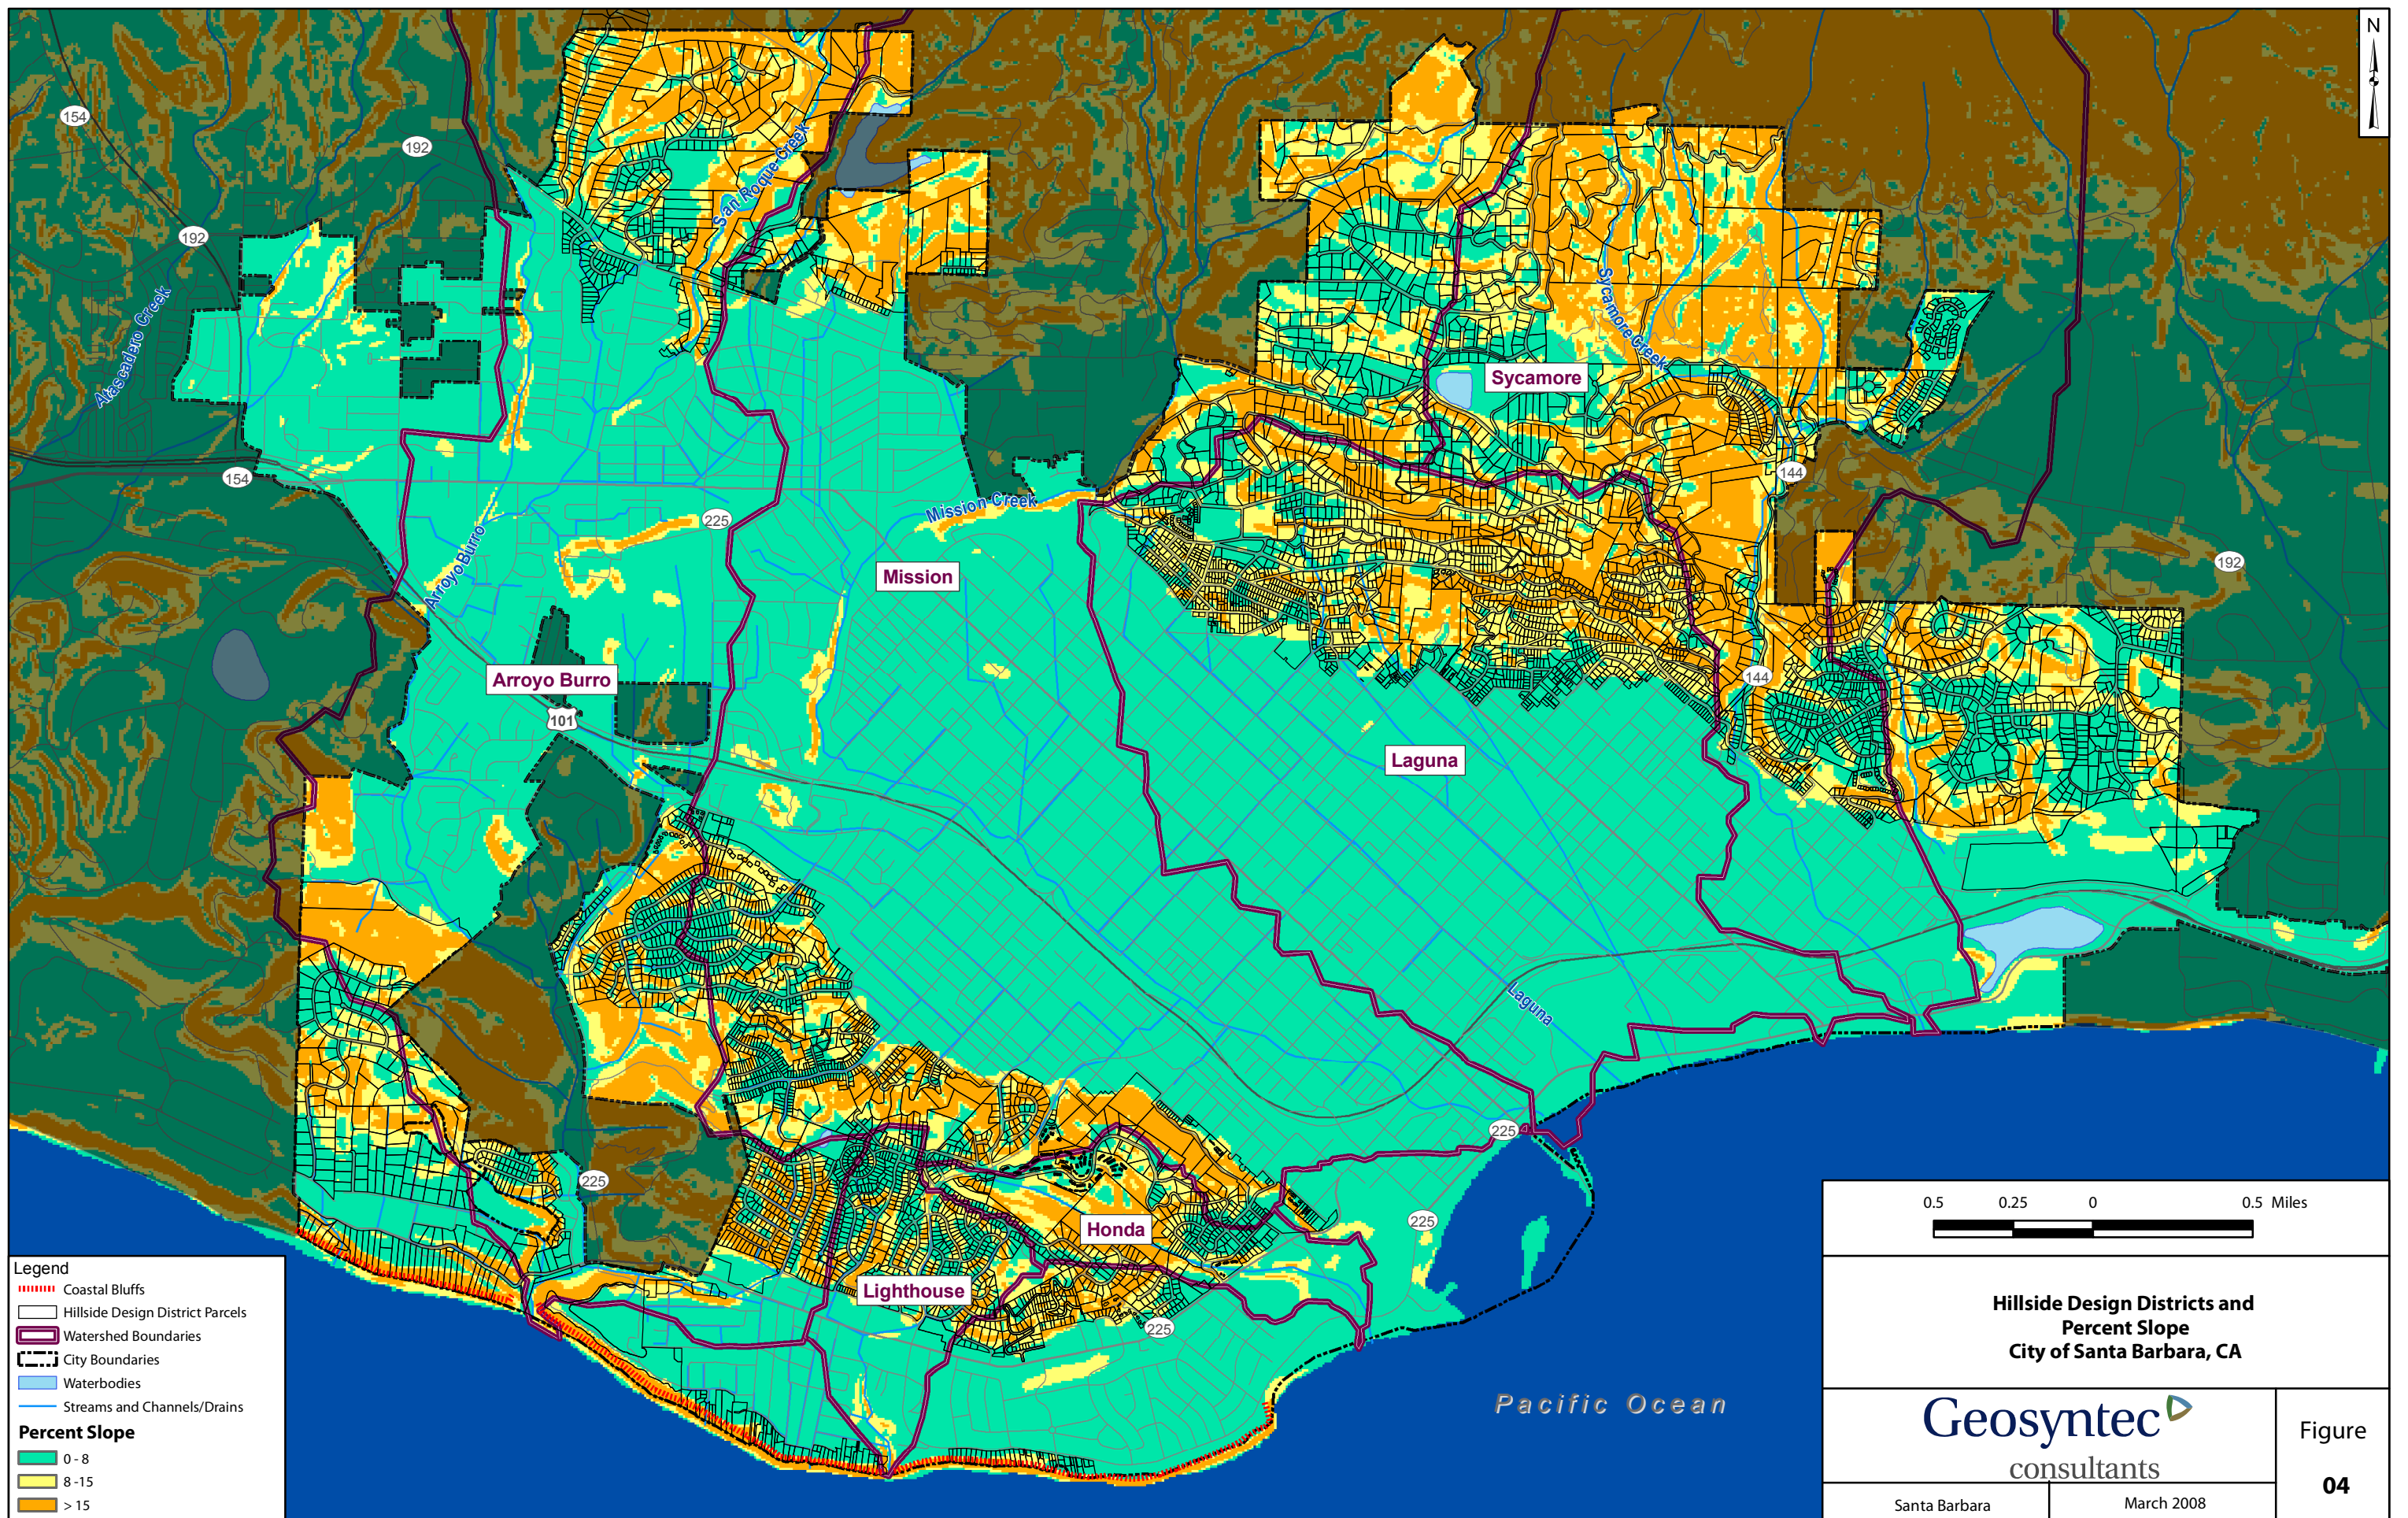 N
154
192
192
154
San Roque Creek
Sycamore Creek
Atascadero Creek
Sycamore
144
225
Mission Creek
192
Arroyo Burro
Mission
Arroyo Burro
144
101
Laguna
Laguna
225
225
225
Honda
Lighthouse
225
Pacific Ocean
Legend
Coastal Bluffs
Hillside Design District Parcels
Watershed Boundaries
City Boundaries
Waterbodies
Streams and Channels/Drains
Percent Slope
0 - 8
8 -15
> 15
0.5 0.25 0 0.5 Miles
Hillside Design Districts and
Percent Slope
City of Santa Barbara, CA
Geosyntec
consultants
Figure
04
Santa Barbara
March 2008